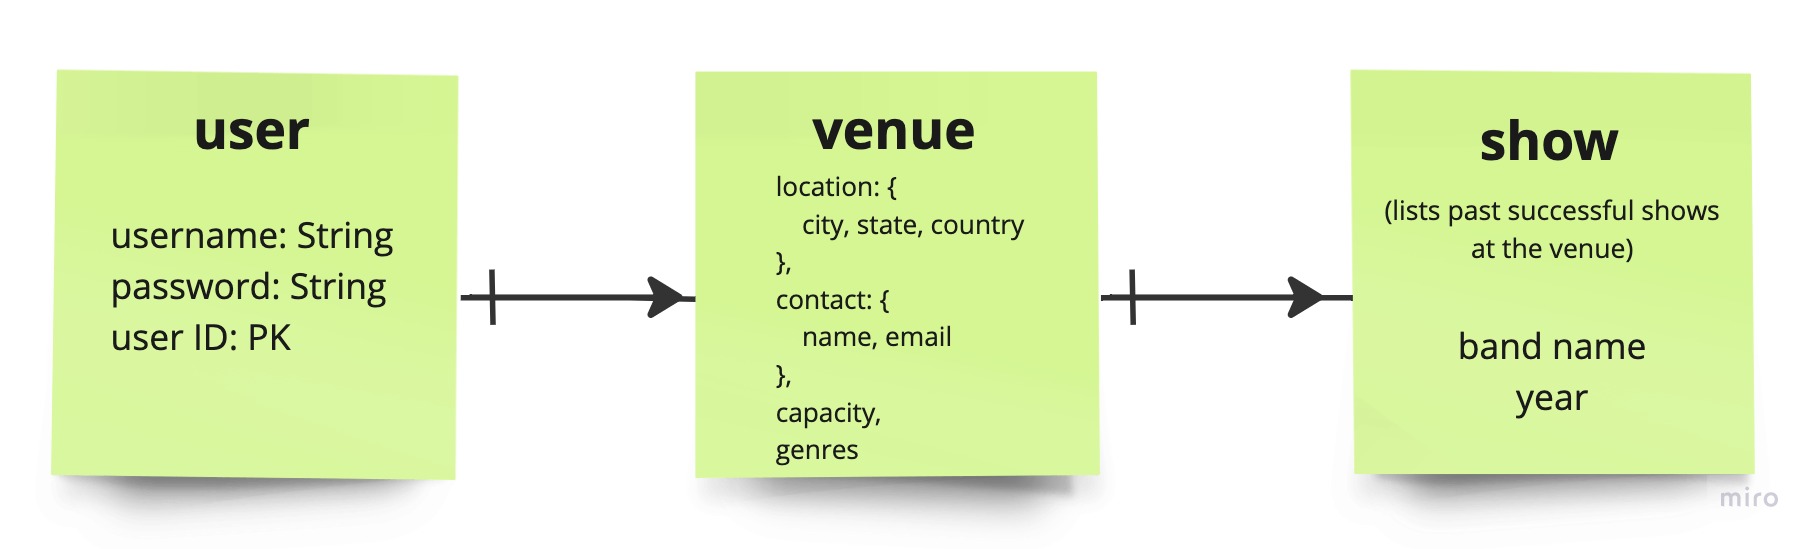 user
username: String
password: String
user ID: PK
venue
location: {
city, state, country
},
contact: {
name, email
},
capacity,
genres
show
(lists past successful shows
at the venue)
band name
year
miro